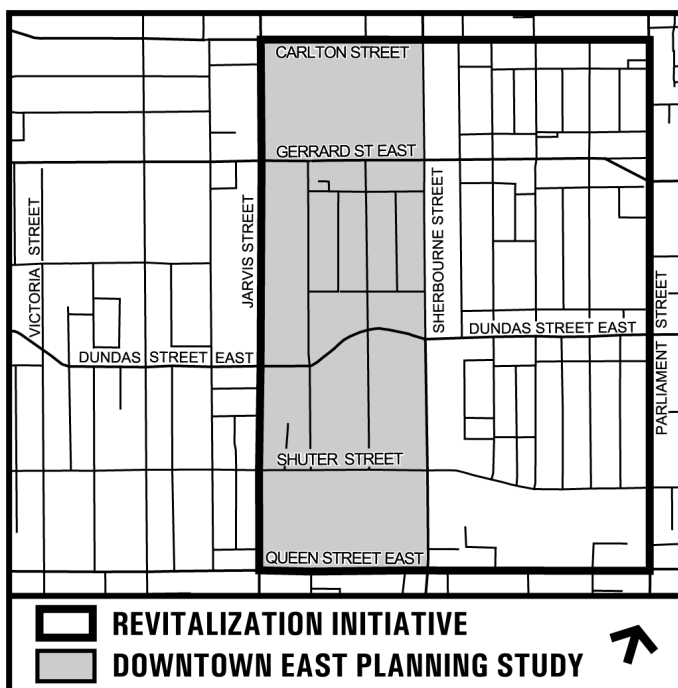 CARLTON STREET
GERRARD ST EAST
VICTORIA STREET
JARVIS STREET
SHERBOURNE STREET
PARLIAMENT STREET
DUNDAS STREET EAST
DUNDAS STREET EAST
SHUTER STREET
QUEEN STREET EAST
REVITALIZATION INITIATIVE
DOWNTOWN EAST PLANNING STUDY